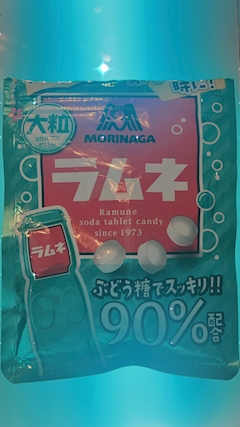 大粒
MORINAGA
ラムネ
Ramune
soda tablet candy
since 1973
ラムネ
ぶどう糖でスッキリ!!
90%配合